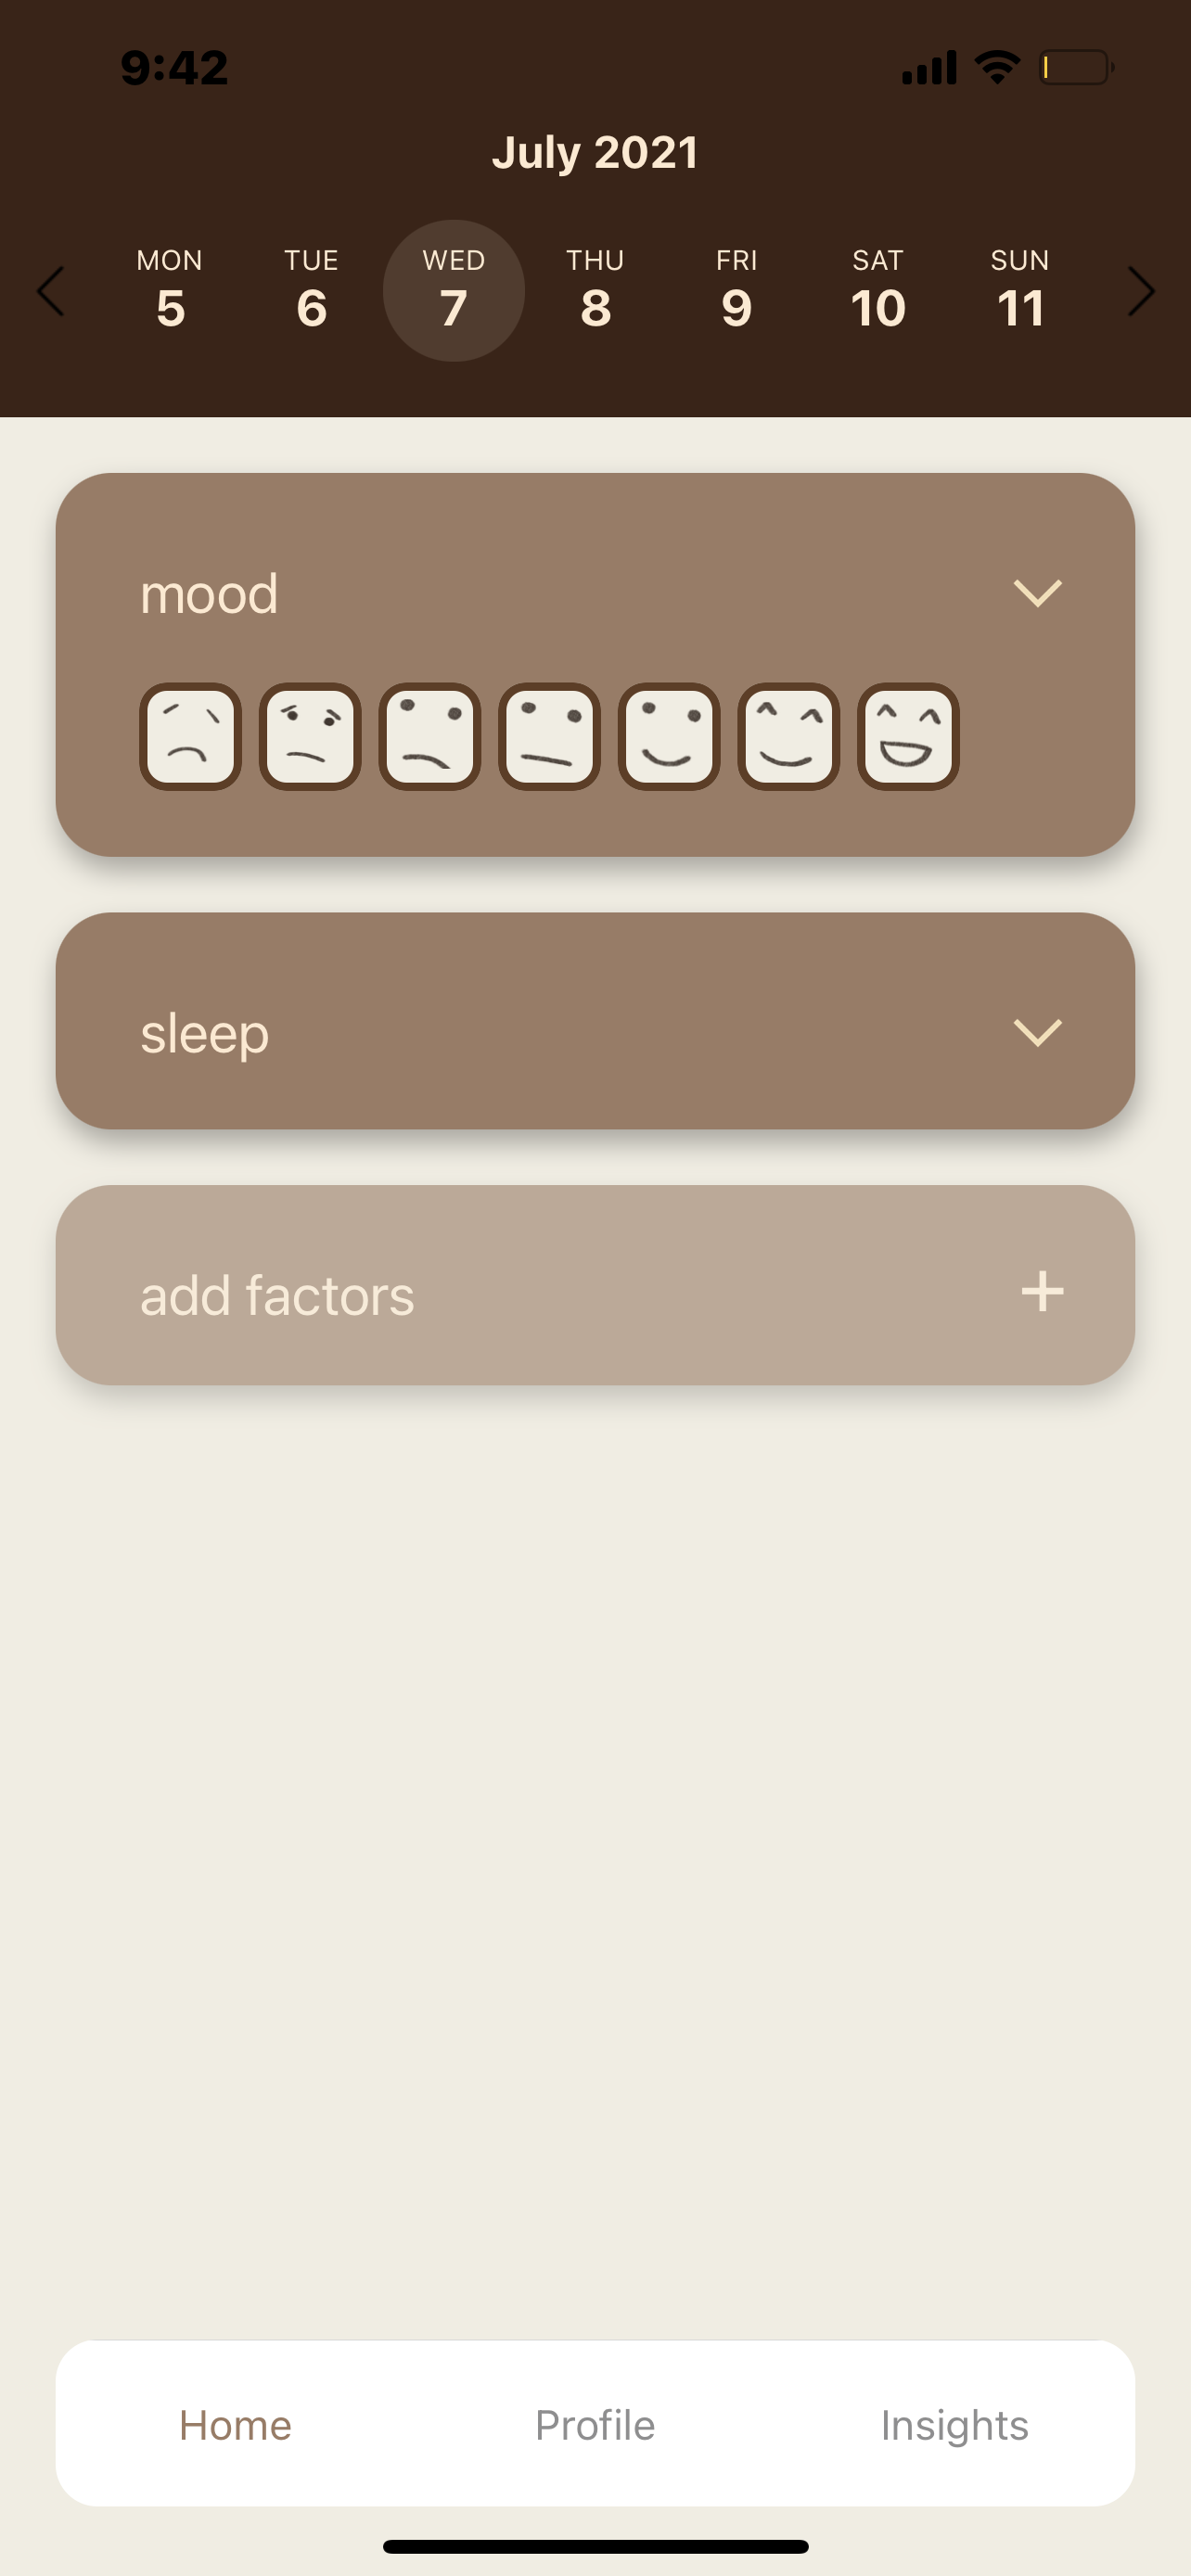 9:42
July 2021
MON TUE WED THU FRI SAT SUN
5 6 7 8 9 10 11
mood
sleep
add factors +
Home Profile Insights